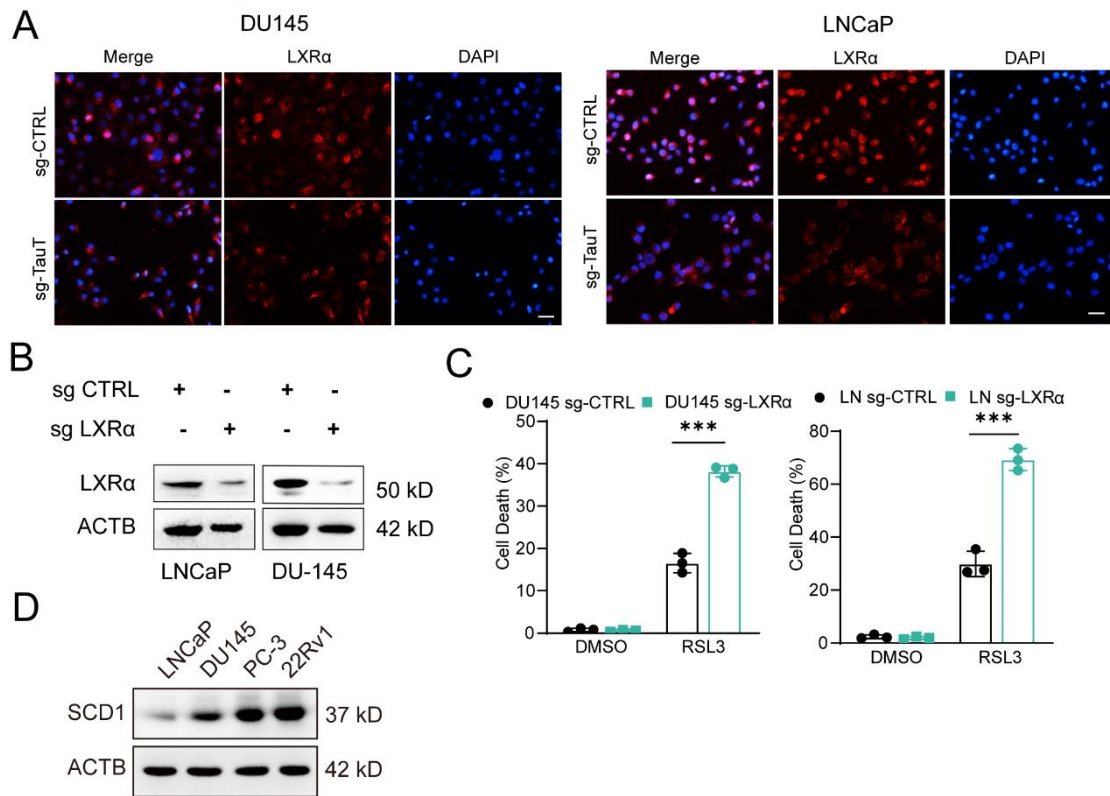 A
DU145
LNCaP
Merge LXRα DAPI
Merge LXRα DAPI
sg-CTRL
sg-TauT
sg-CTRL
sg-TauT
B
sg CTRL + - + -
sg LXRα - + - +
LXRα 50 kD
ACTB 42 kD
LNCaP DU-145
C
DU145 sg-CTRL DU145 sg-LXRα
***
Cell Death (%)
50
40
30
20
10
0
DMSO RSL3
LN sg-CTRL LN sg-LXRα
***
Cell Death (%)
80
60
40
20
0
DMSO RSL3
D
LNCaP DU145 PC-3 22Rv1
SCD1 37 kD
ACTB 42 kD